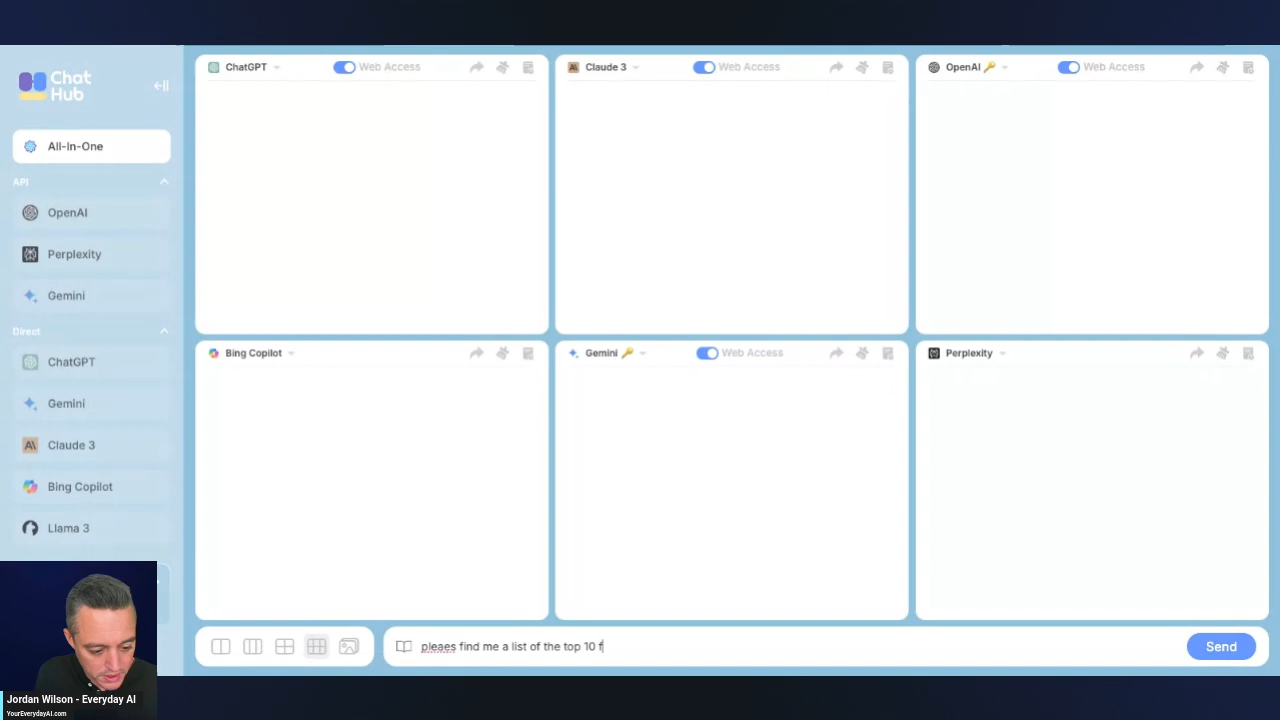 Chat
Hub
All-In-One
API
OpenAI
Perplexity
Gemini
Direct
ChatGPT
Gemini
Claude 3
Bing Copilot
Llama 3
ChatGPT
Web Access
Claude 3
Web Access
OpenAI
Web Access
Bing Copilot
Gemini
Web Access
Perplexity
pleaes find me a list of the top 10 f
Send
Jordan Wilson - Everyday AI
YourEverydayAI.com